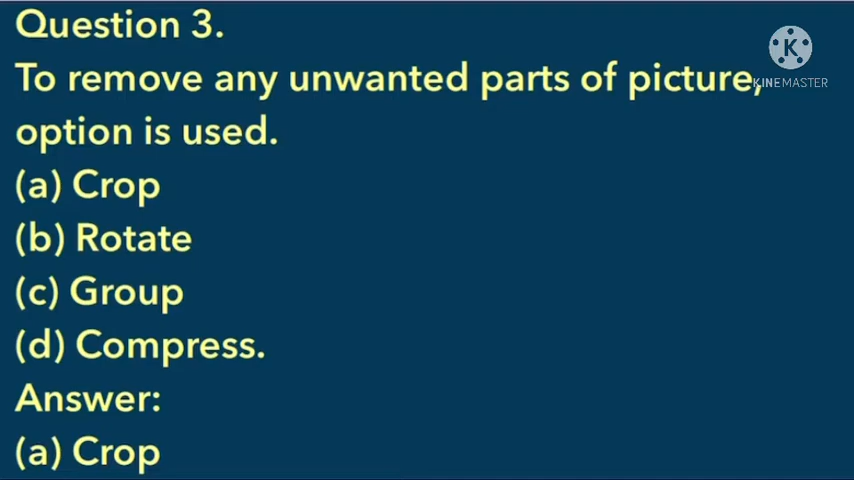 Question 3.
To remove any unwanted parts of picture,
option is used.
(a) Crop
(b) Rotate
(c) Group
(d) Compress.
Answer:
(a) Crop
K
KINEMASTER